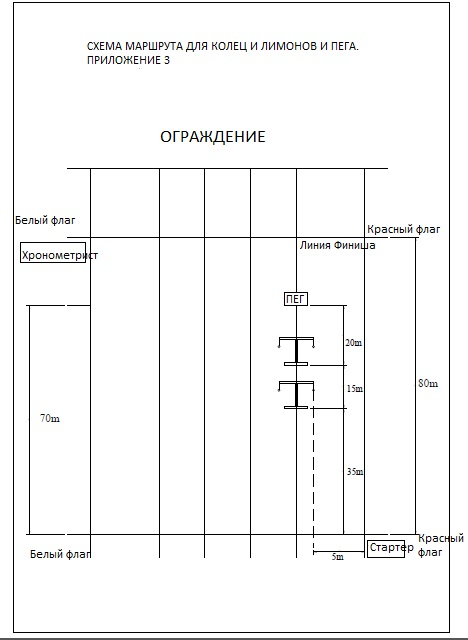 СХЕМА МАРШРУТА ДЛЯ КОЛЕЦ И ЛИМОНОВ И ПЕГА.
ПРИЛОЖЕНИЕ 3
ОГРАЖДЕНИЕ
Белый флаг
Красный флаг
Хронометрист
Линия Финиша
ПЕГ
20m
15m
80m
70m
35m
Белый флаг
5m
Стартер
Красный
флаг